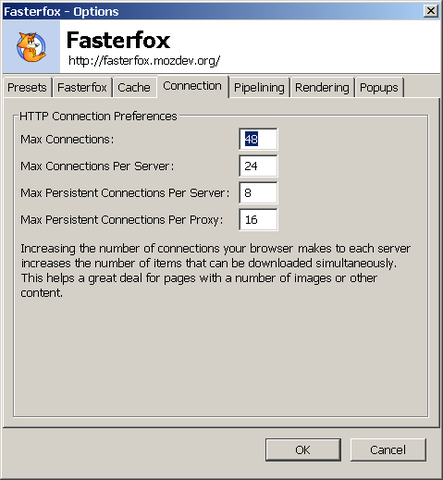 Fasterfox - Options
Fasterfox
http://fasterfox.mozdev.org/
Presets Fasterfox Cache Connection Pipelining Rendering Popups
HTTP Connection Preferences
Max Connections: 48
Max Connections Per Server: 24
Max Persistent Connections Per Server: 8
Max Persistent Connections Per Proxy: 16
Increasing the number of connections your browser makes to each server
increases the number of items that can be downloaded simultaneously.
This helps a great deal for pages with a number of images or other
content.
OK Cancel